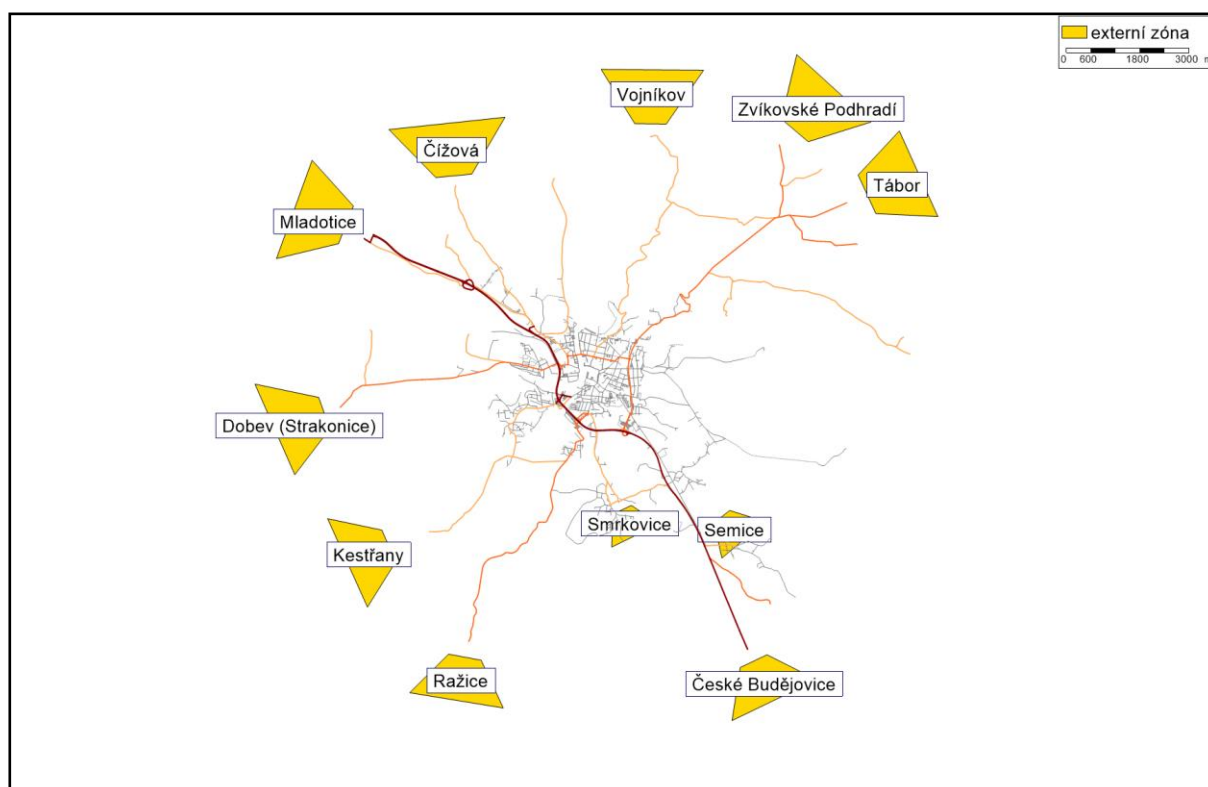 externí zóna
0 600 1800 3000 m
Vojníkov
Zvíkovské Podhradí
Čížová
Tábor
Mladotice
Dobev (Strakonice)
Smrkovice
Semice
Kestřany
Ražice
České Budějovice